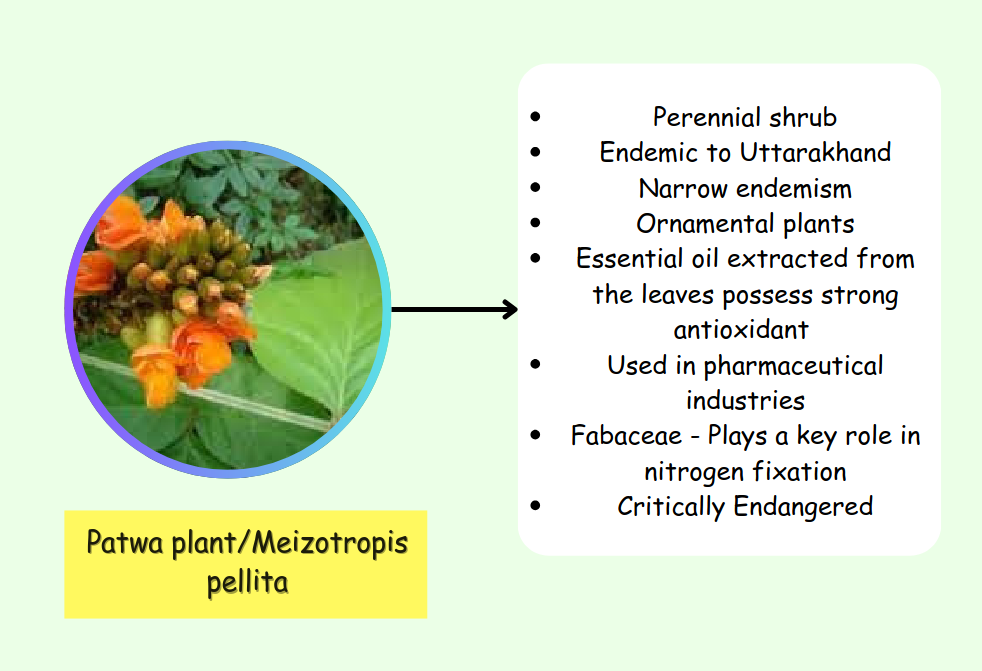 Perennial shrub
Endemic to Uttarakhand
Narrow endemism
Ornamental plants
Essential oil extracted from
the leaves possess strong
antioxidant
Used in pharmaceutical
industries
Fabaceae - Plays a key role in
nitrogen fixation
Critically Endangered
Patwa plant/Meizotropis
pellita